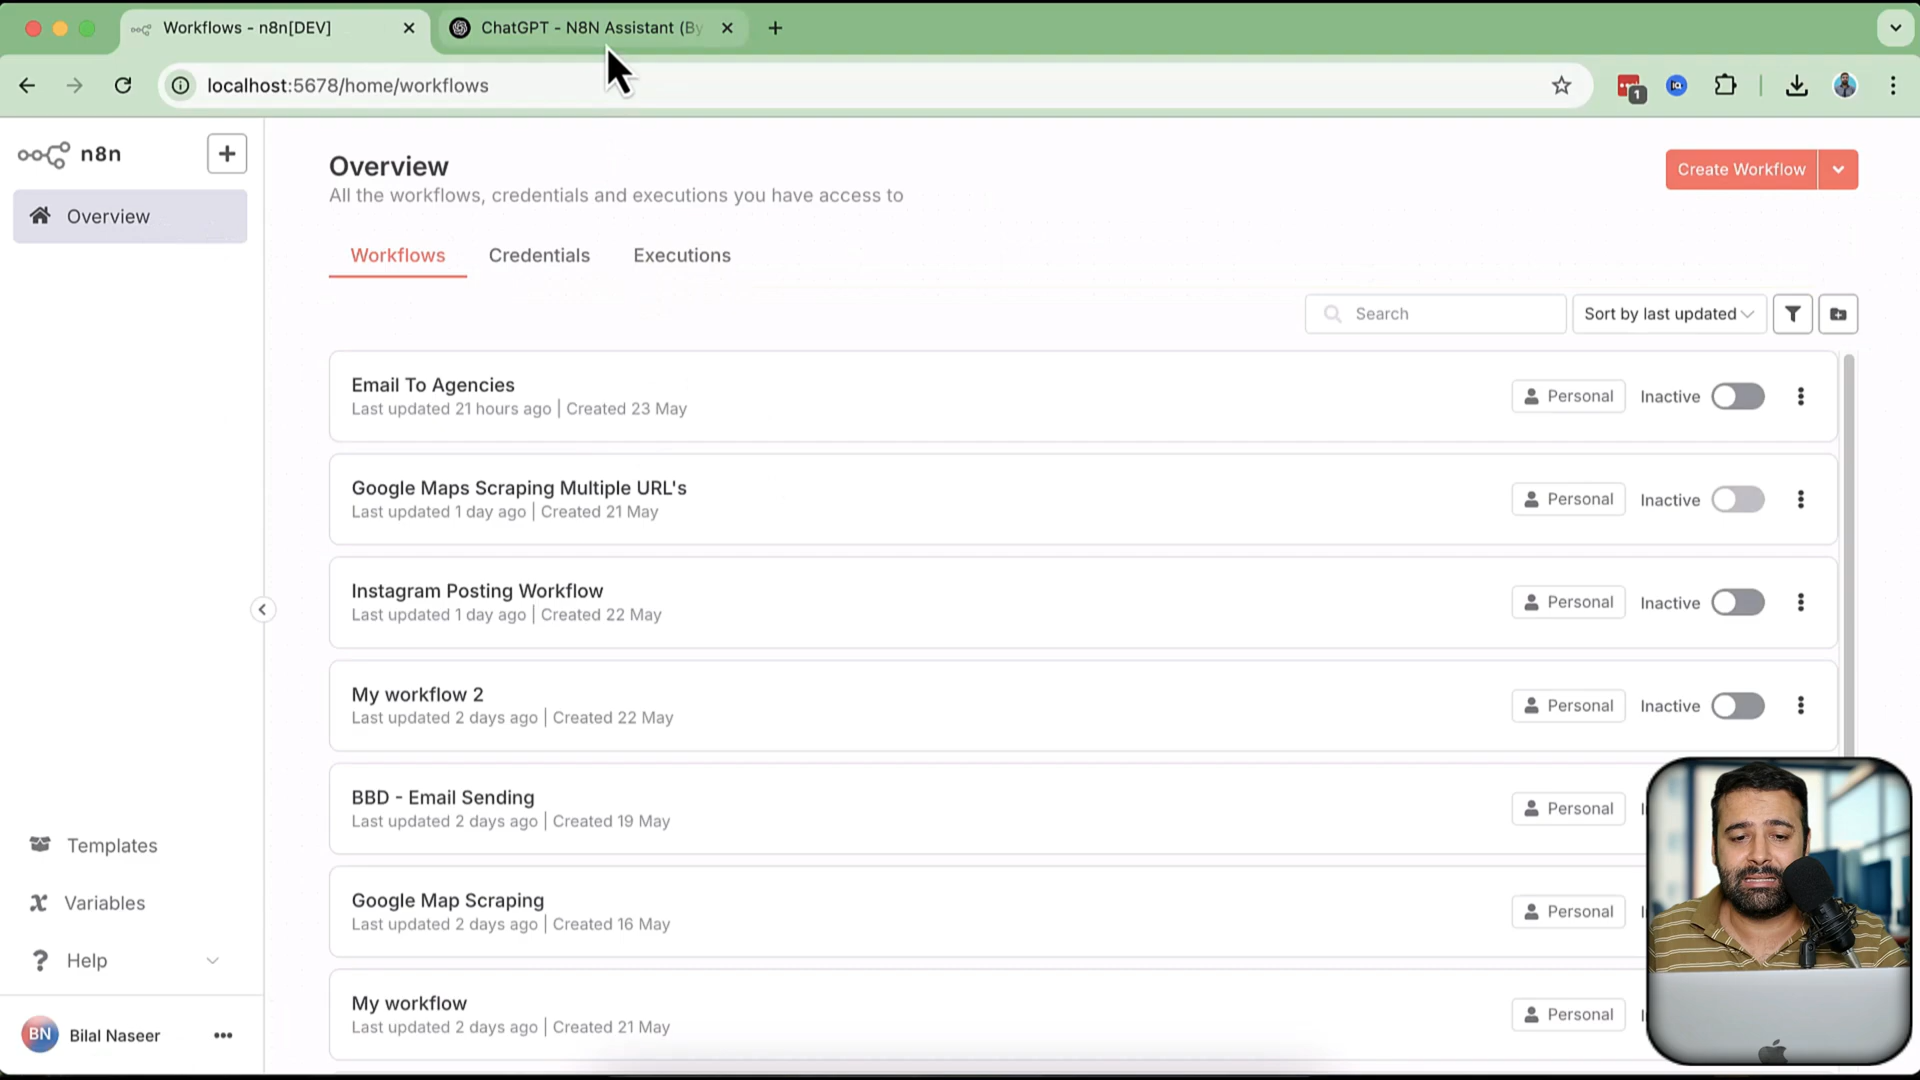 Workflows - n8n[DEV]
ChatGPT - N8N Assistant (By
localhost:5678/home/workflows
1
n8n
Overview
Overview
All the workflows, credentials and executions you have access to
Create Workflow
Workflows
Credentials
Executions
Search
Sort by last updated
Email To Agencies
Last updated 21 hours ago | Created 23 May
Personal
Inactive
Google Maps Scraping Multiple URL's
Last updated 1 day ago | Created 21 May
Personal
Inactive
Instagram Posting Workflow
Last updated 1 day ago | Created 22 May
Personal
Inactive
My workflow 2
Last updated 2 days ago | Created 22 May
Personal
Inactive
BBD - Email Sending
Last updated 2 days ago | Created 19 May
Personal
Google Map Scraping
Last updated 2 days ago | Created 16 May
Personal
My workflow
Last updated 2 days ago | Created 21 May
Personal
Templates
Variables
Help
BN
Bilal Naseer